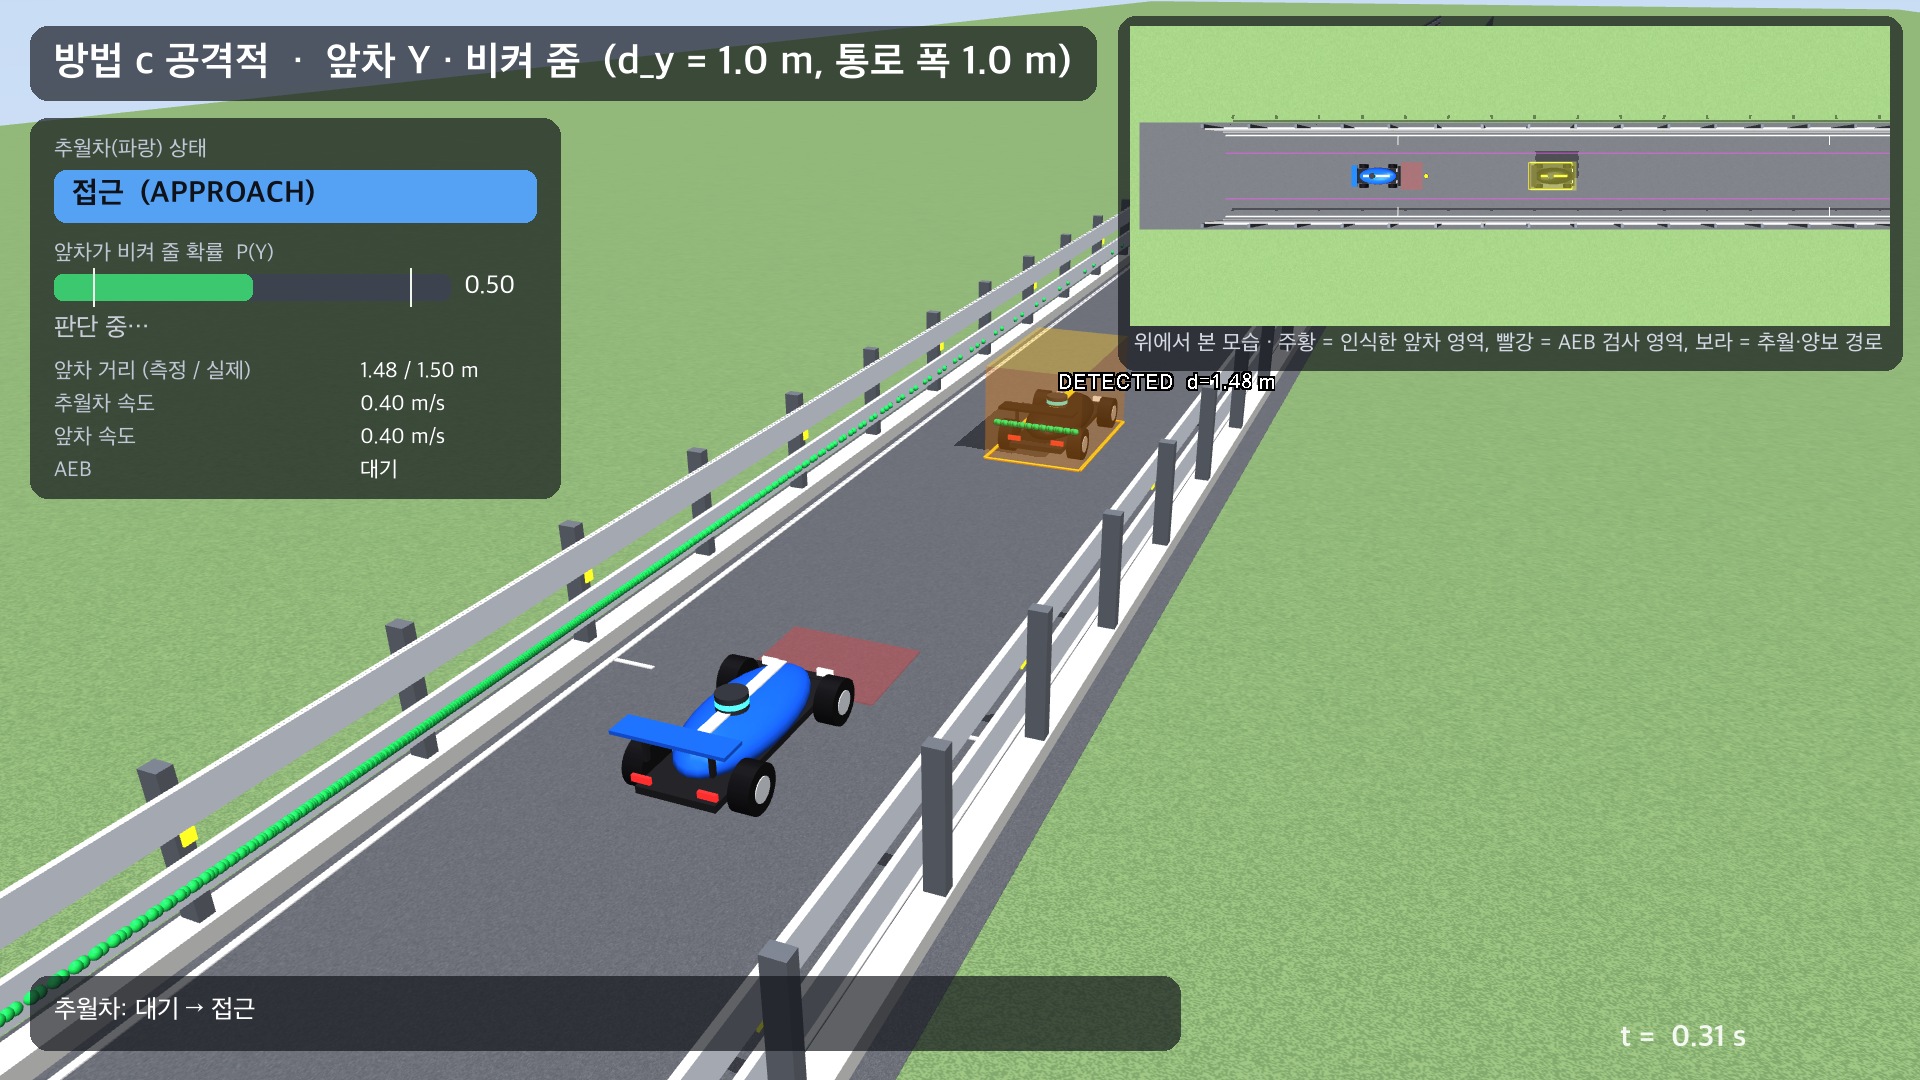 방법 c 공격적 · 앞차 Y · 비켜 줌 (d_y = 1.0 m, 통로 폭 1.0 m)
추월차(파랑) 상태
접근 (APPROACH)
앞차가 비켜 줄 확률 P(Y)
0.50
판단 중…
앞차 거리 (측정 / 실제) 1.48 / 1.50 m
추월차 속도 0.40 m/s
앞차 속도 0.40 m/s
AEB 대기
위에서 본 모습 · 주황 = 인식한 앞차 영역, 빨강 = AEB 검사 영역, 보라 = 추월·양보 경로
DETECTED d=1.48 m
추월차: 대기 → 접근
t = 0.31 s